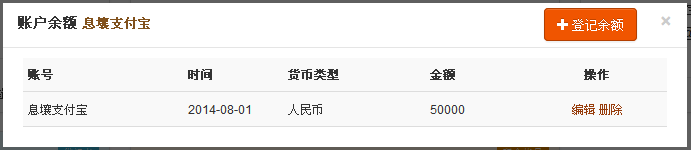 账户余额 息壤支付宝 登记余额 ×
账号 时间 货币类型 金额 操作
息壤支付宝 2014-08-01 人民币 50000 编辑 删除